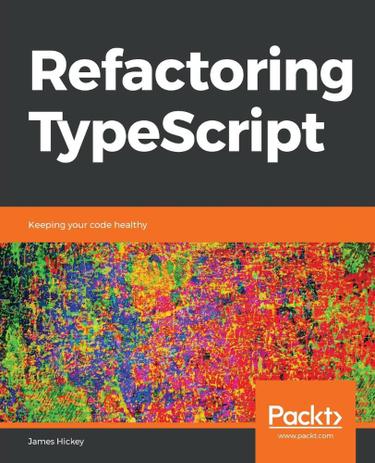 Refactoring
TypeScript
Keeping your code healthy
Packt>
www.packt.com
James Hickey